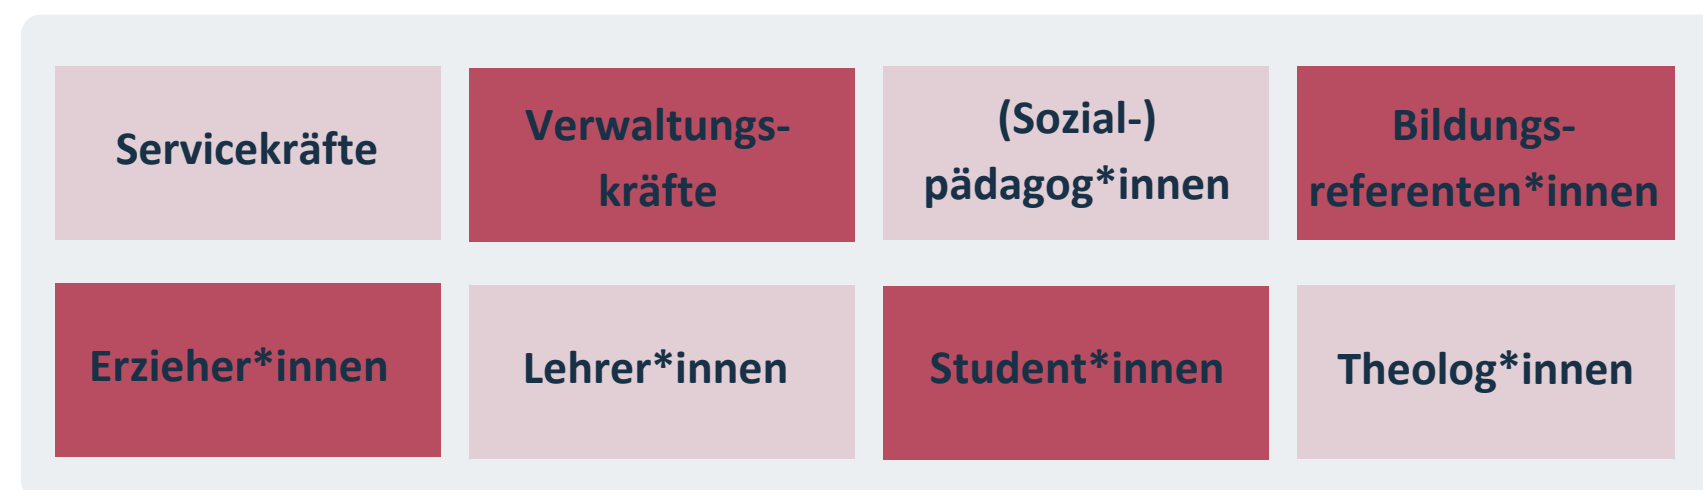 Servicekräfte
Verwaltungs-
kräfte
(Sozial-)
pädagog*innen
Bildungs-
referenten*innen
Erzieher*innen
Lehrer*innen
Student*innen
Theolog*innen